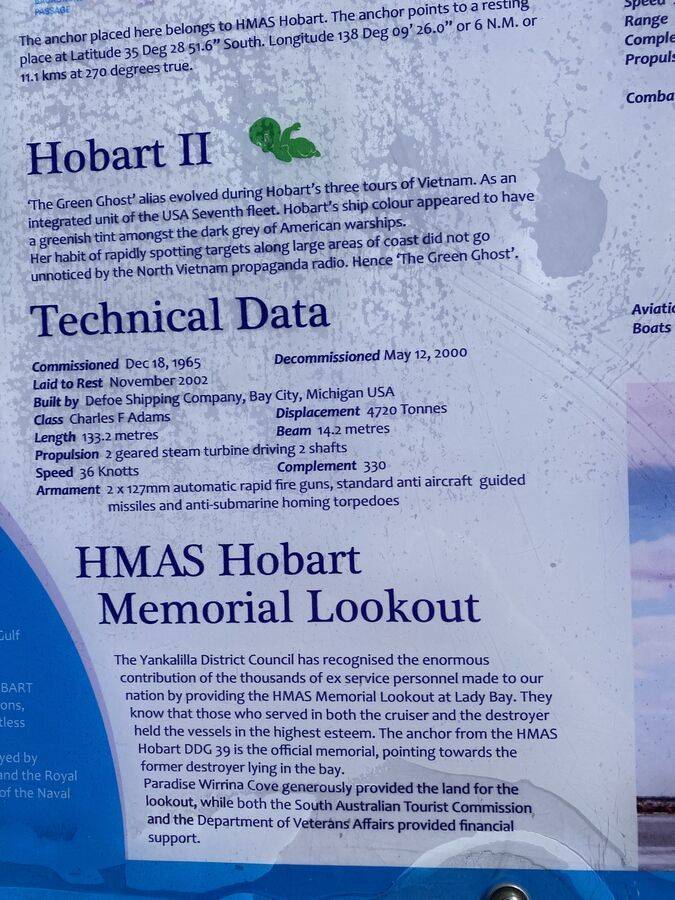 PASSAGE
The anchor placed here belongs to HMAS Hobart. The anchor points to a resting
place at Latitude 35 Deg 28 51.6” South. Longitude 138 Deg 09’ 26.0” or 6 N.M. or
11.1 kms at 270 degrees true.
Hobart II
‘The Green Ghost’ alias evolved during Hobart’s three tours of Vietnam. As an
integrated unit of the USA Seventh fleet. Hobart’s ship colour appeared to have
a greenish tint amongst the dark grey of American warships.
Her habit of rapidly spotting targets along large areas of coast did not go
unnoticed by the North Vietnam propaganda radio. Hence ‘The Green Ghost’.
Technical Data
Commissioned Dec 18, 1965 Decommissioned May 12, 2000
Laid to Rest November 2002
Built by Defoe Shipping Company, Bay City, Michigan USA
Class Charles F Adams Displacement 4720 Tonnes
Length 133.2 metres Beam 14.2 metres
Propulsion 2 geared steam turbine driving 2 shafts
Speed 36 Knotts Complement 330
Armament 2 x 127mm automatic rapid fire guns, standard anti aircraft guided
missiles and anti-submarine homing torpedoes
HMAS Hobart
Memorial Lookout
The Yankalilla District Council has recognised the enormous
contribution of the thousands of ex service personnel made to our
nation by providing the HMAS Memorial Lookout at Lady Bay. They
know that those who served in both the cruiser and the destroyer
held the vessels in the highest esteem. The anchor from the HMAS
Hobart DDG 39 is the official memorial, pointing towards the
former destroyer lying in the bay.
Paradise Wirrina Cove generously provided the land for the
lookout, while both the South Australian Tourist Commission
and the Department of Veterans Affairs provided financial
support.
Gulf
BART
ons,
tless
yed by
and the Royal
of the Naval
Speed
Range
Comple
Propuls
Comba
Aviatio
Boats